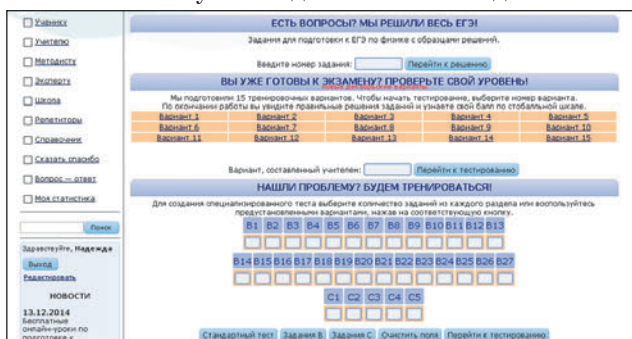 Ученику
Учителю
Методисту
Эксперту
Школа
Репетиторы
Справочник
Сказать спасибо
Вопрос — ответ
Моя статистика
Поиск
Здравствуйте, Надежда
Выход
Редактировать
НОВОСТИ
13.12.2014
Бесплатные
онлайн-уроки по
ЕСТЬ ВОПРОСЫ? МЫ РЕШИЛИ ВЕСЬ ЕГЭ!
Задания для подготовки к ЕГЭ по физике с образцами решений.
Введите номер задания: Перейти к решению
ВЫ УЖЕ ГОТОВЫ К ЭКЗАМЕНУ? ПРОВЕРЬТЕ СВОЙ УРОВЕНЬ!
Мы подготовили 15 тренировочных вариантов. Чтобы начать тестирование, выберите номер варианта.
По окончании работы вы увидите правильные решения заданий и узнаете свой балл по стобалльной шкале.
Вариант 1 Вариант 2 Вариант 3 Вариант 4 Вариант 5
Вариант 6 Вариант 7 Вариант 8 Вариант 9 Вариант 10
Вариант 11 Вариант 12 Вариант 13 Вариант 14 Вариант 15
Вариант, составленный учителем: Перейти к тестированию
НАШЛИ ПРОБЛЕМУ? БУДЕМ ТРЕНИРОВАТЬСЯ!
Для создания специализированного теста выберите количество заданий из каждого раздела или воспользуйтесь
предустановленными вариантами, нажав на соответствующую кнопку.
B1 B2 B3 B4 B5 B6 B7 B8 B9 B10 B11 B12 B13
B14 B15 B16 B17 B18 B19 B20 B21 B22 B23 B24 B25 B26 B27
C1 C2 C3 C4 C5
Стандартный тест Задания B Задания C Очистить поля Перейти к тестированию